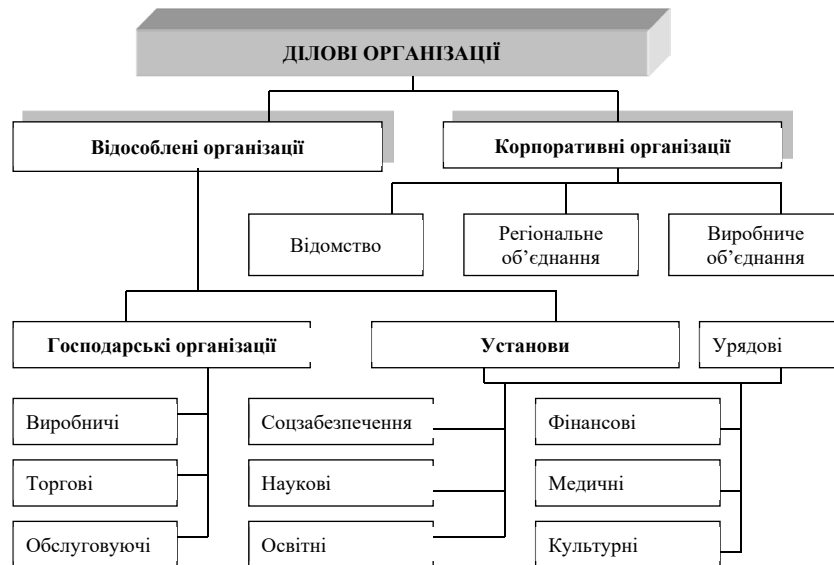 ДІЛОВІ ОРГАНІЗАЦІЇ
Відособлені організації
Корпоративні організації
Відомство
Регіональне
об’єднання
Виробниче
об’єднання
Господарські організації
Установи
Урядові
Виробничі
Соцзабезпечення
Фінансові
Торгові
Наукові
Медичні
Обслуговуючі
Освітні
Культурні